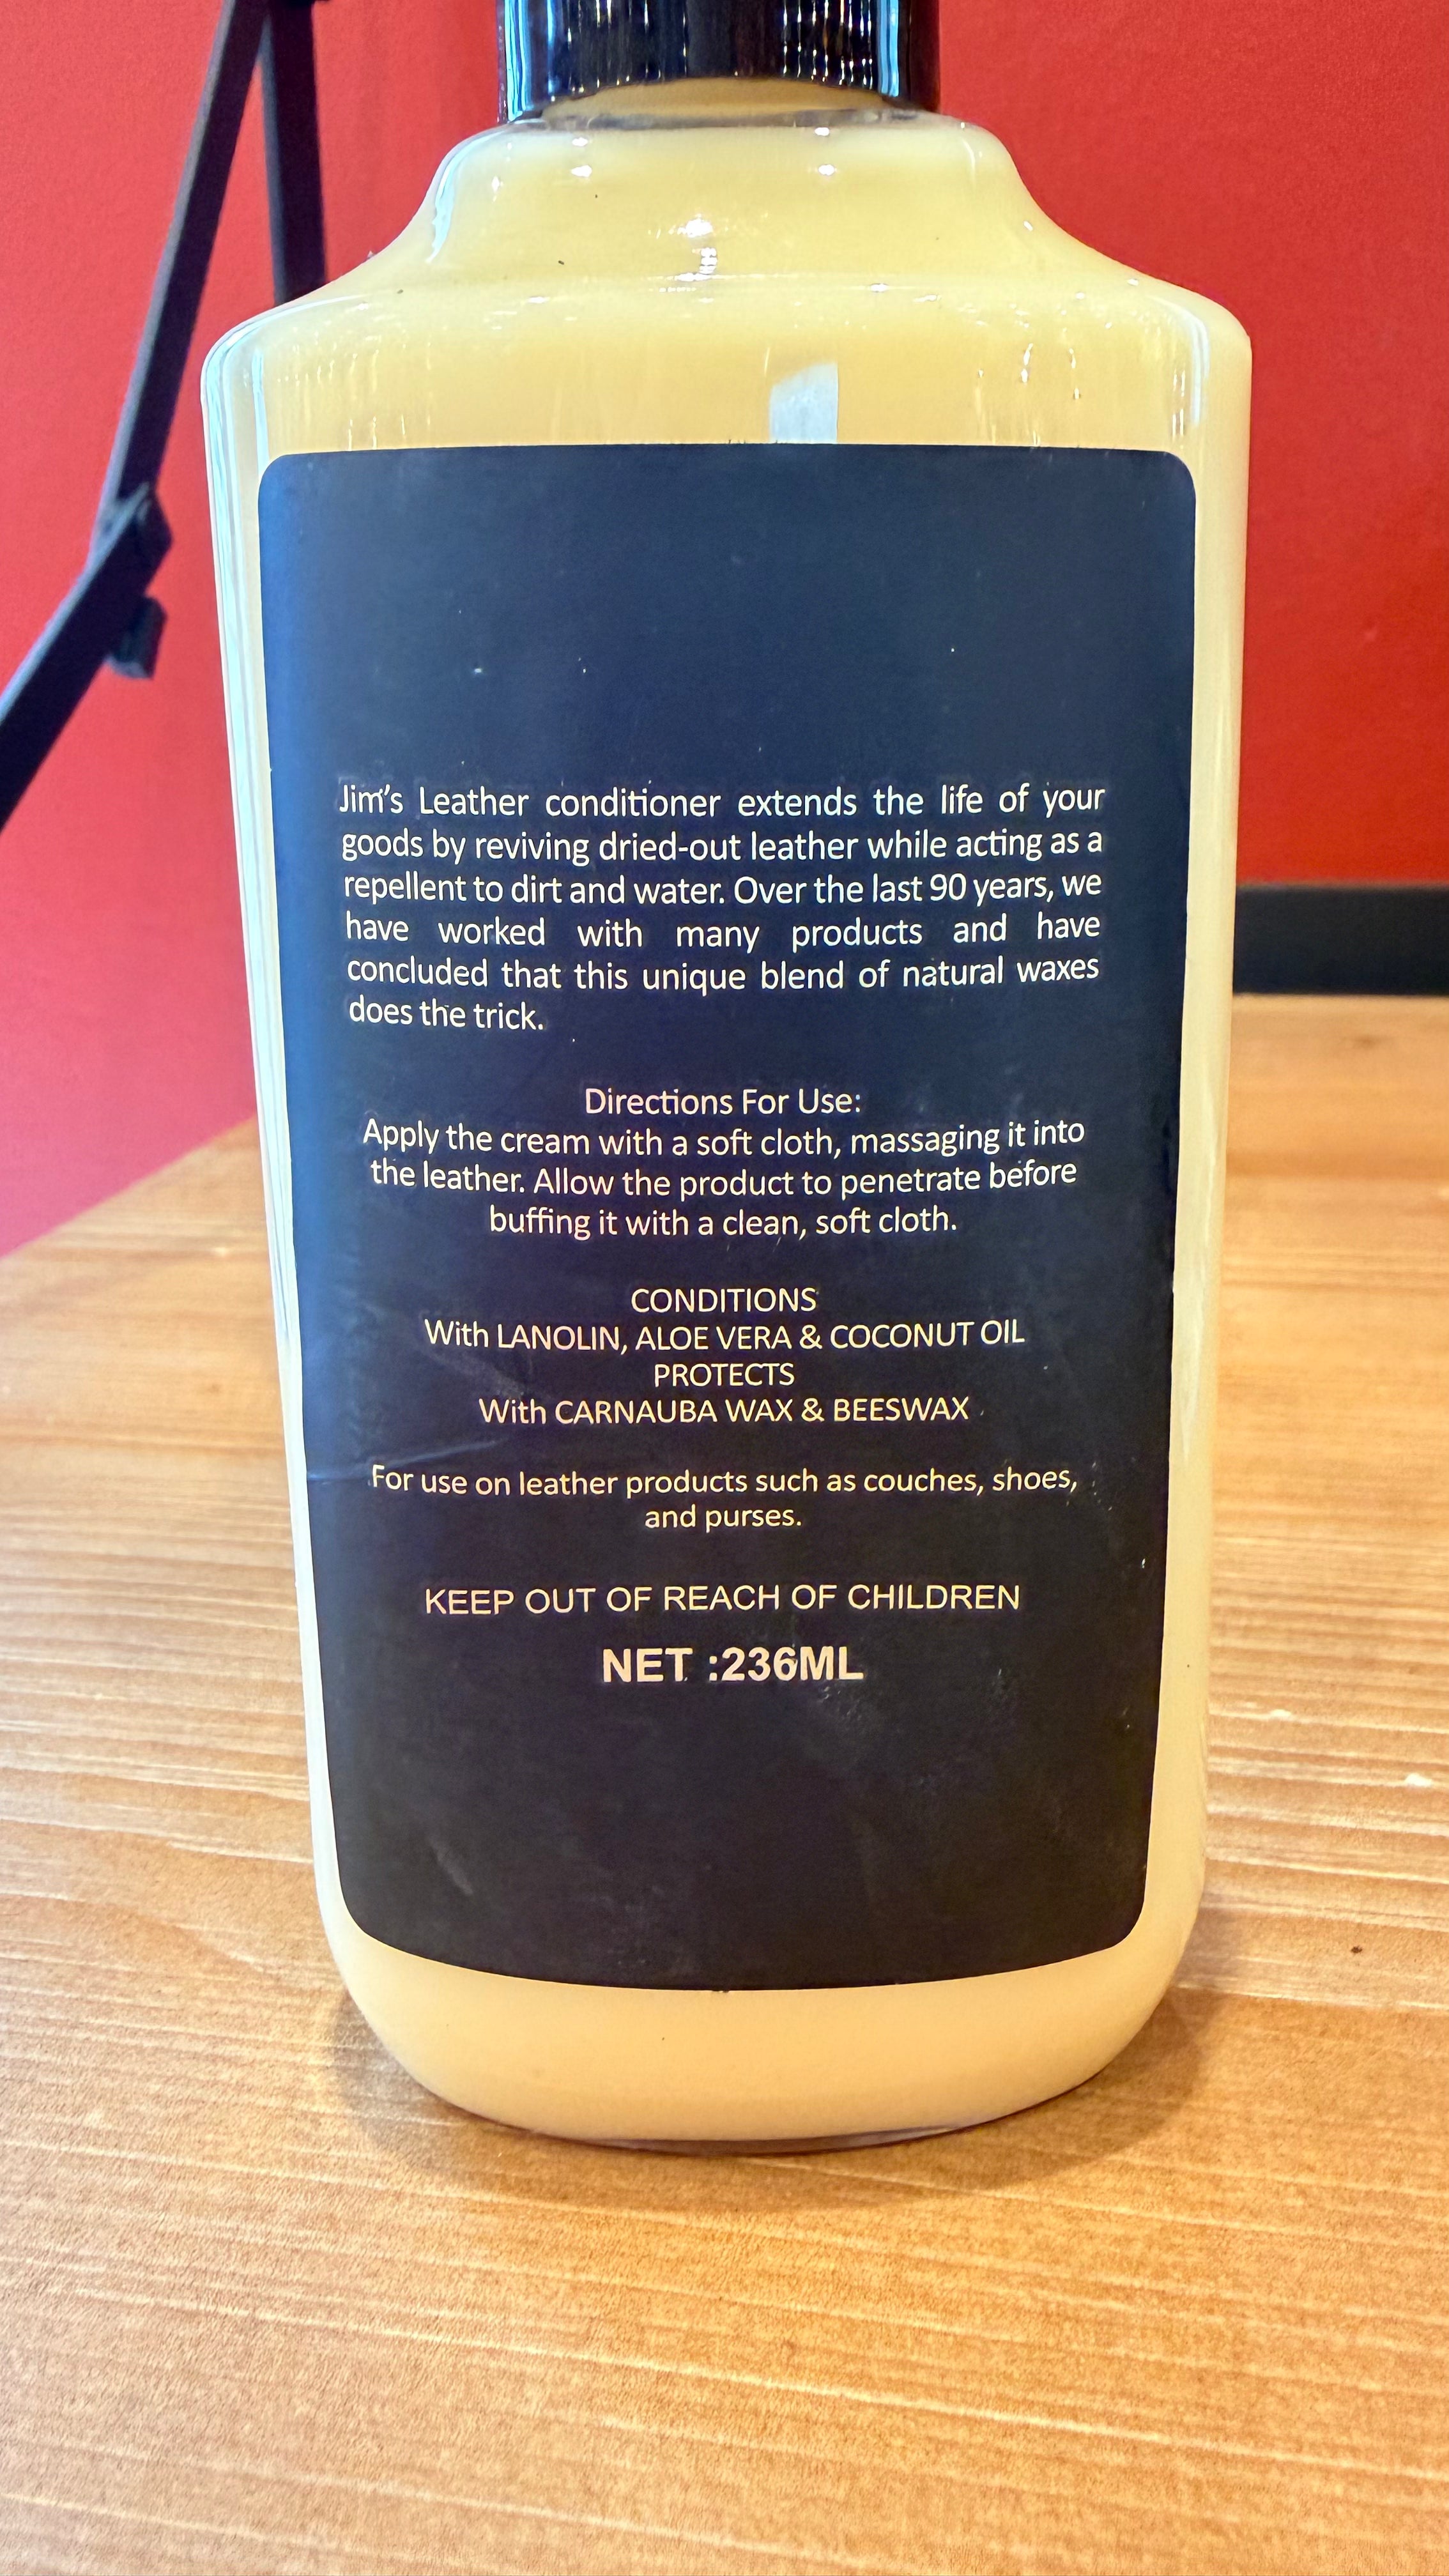 Jim's Leather conditioner extends the life of your
goods by reviving dried-out leather while acting as a
repellent to dirt and water. Over the last 90 years, we
have worked with many products and have
concluded that this unique blend of natural waxes
does the trick.
Directions For Use:
Apply the cream with a soft cloth, massaging it into
the leather. Allow the product to penetrate before
buffing it with a clean, soft cloth.
CONDITIONS
With LANOLIN, ALOE VERA & COCONUT OIL
PROTECTS
With CARNAUBA WAX & BEESWAX
For use on leather products such as couches, shoes,
and purses.
KEEP OUT OF REACH OF CHILDREN
NET :236ML